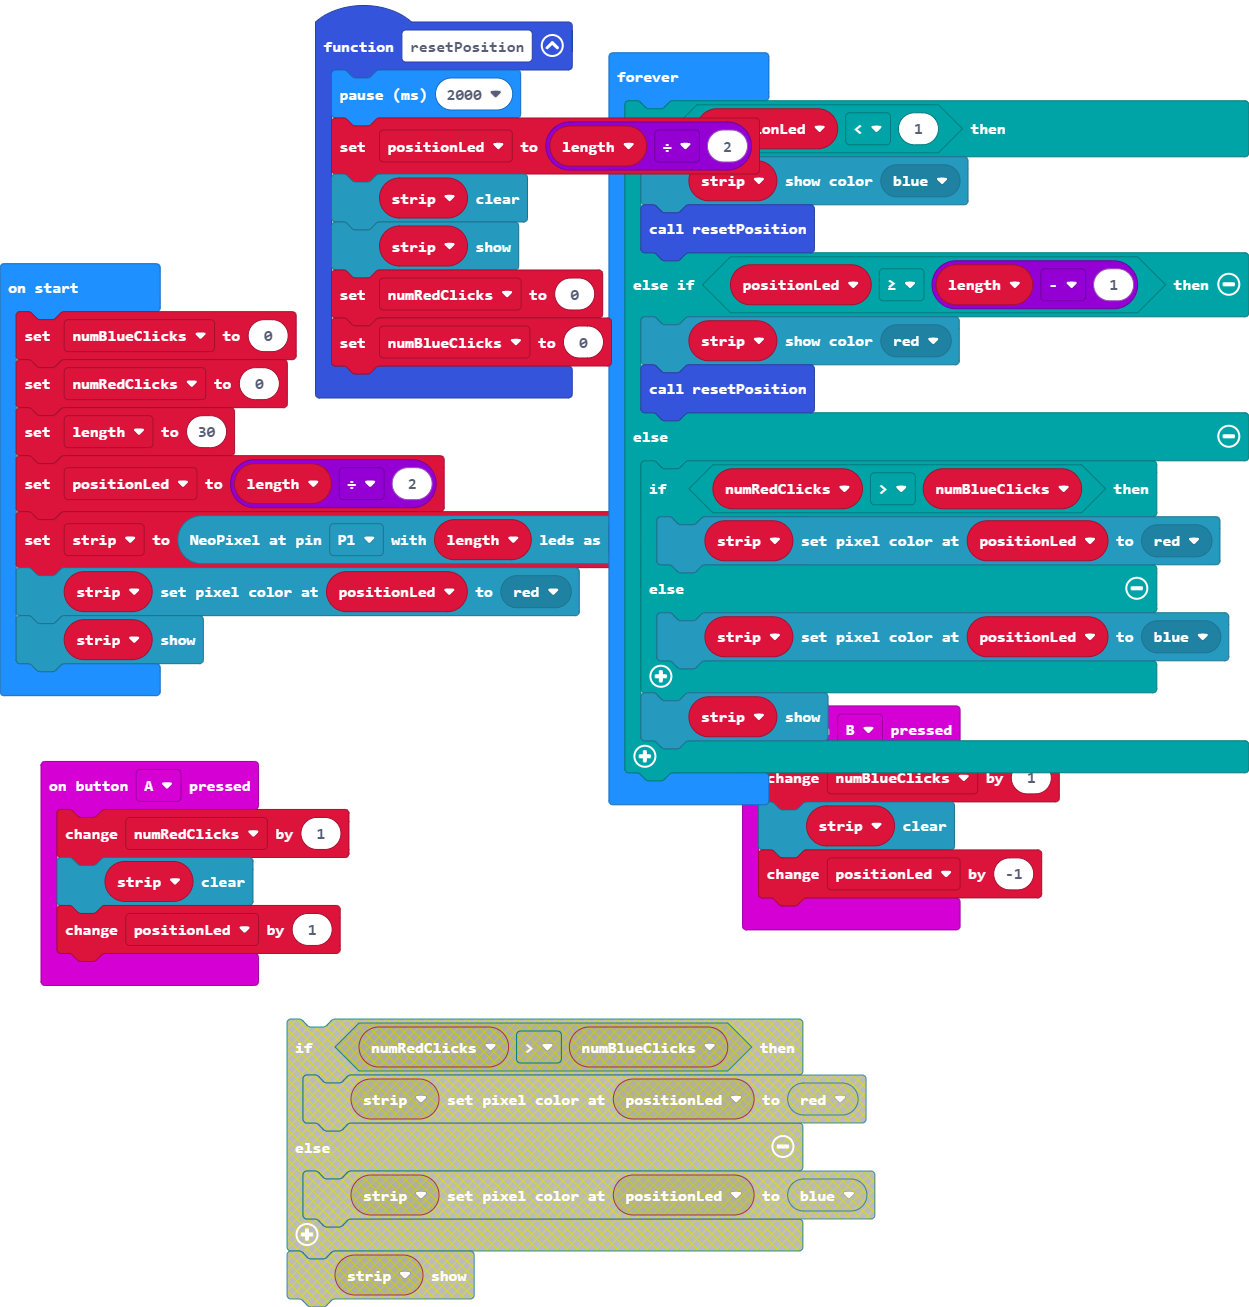 function resetPosition
pause (ms) 2000
set positionLed to length ÷ 2
strip clear
strip show
set numRedClicks to 0
set numBlueClicks to 0
forever
< 1 then
strip show color blue
call resetPosition
else if positionLed ≥ length - 1 then
strip show color red
call resetPosition
else
if numRedClicks > numBlueClicks then
strip set pixel color at positionLed to red
else
strip set pixel color at positionLed to blue
strip show
on start
set numBlueClicks to 0
set numRedClicks to 0
set length to 30
set positionLed to length ÷ 2
set strip to NeoPixel at pin P1 with length leds as
strip set pixel color at positionLed to red
strip show
on button A pressed
change numRedClicks by 1
strip clear
change positionLed by 1
B pressed
change numBlueClicks by 1
strip clear
change positionLed by -1
if numRedClicks > numBlueClicks then
strip set pixel color at positionLed to red
else
strip set pixel color at positionLed to blue
strip show